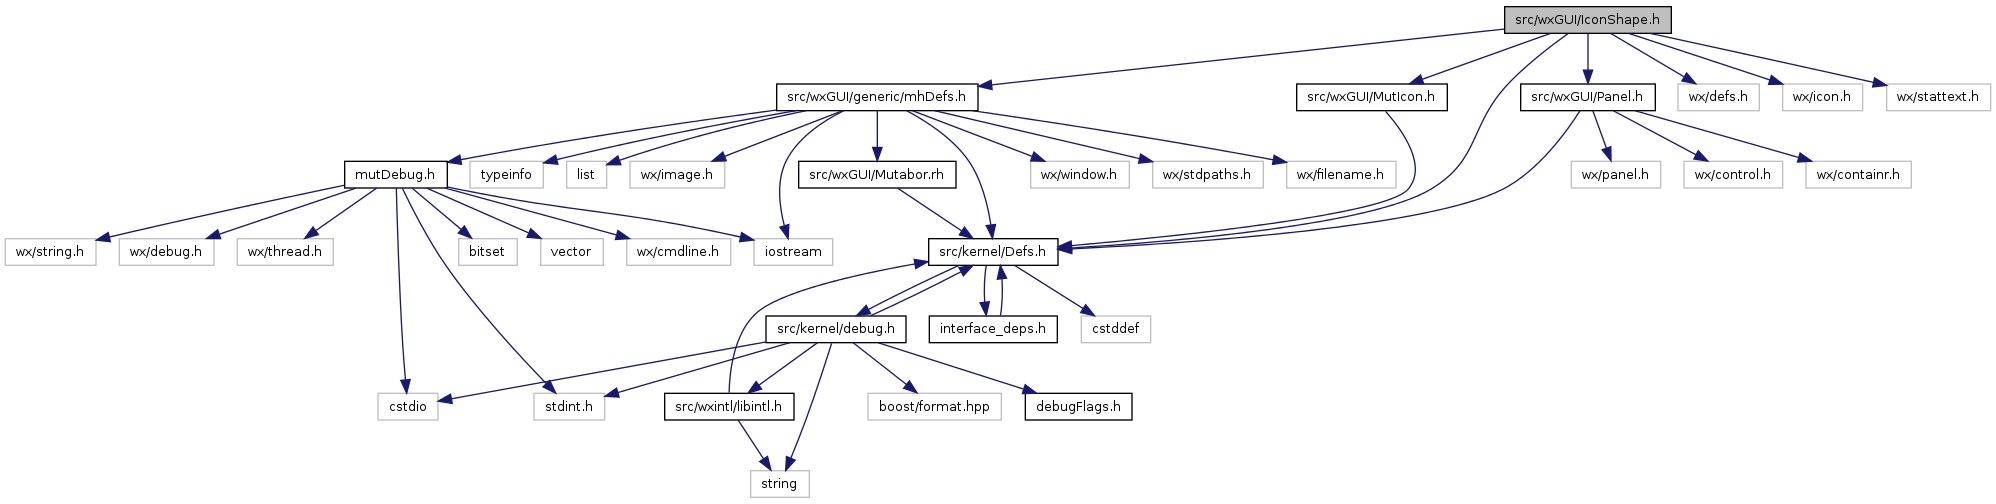 src/wxGUI/IconShape.h
src/wxGUI/generic/mhDefs.h
src/wxGUI/MutIcon.h
src/wxGUI/Panel.h
wx/defs.h
wx/icon.h
wx/stattext.h
mutDebug.h
typeinfo
list
wx/image.h
src/wxGUI/Mutabor.rh
wx/window.h
wx/stdpaths.h
wx/filename.h
wx/panel.h
wx/control.h
wx/containr.h
wx/string.h
wx/debug.h
wx/thread.h
bitset
vector
wx/cmdline.h
iostream
src/kernel/Defs.h
src/kernel/debug.h
interface_deps.h
cstddef
cstdio
stdint.h
src/wxintl/libintl.h
boost/format.hpp
debugFlags.h
string